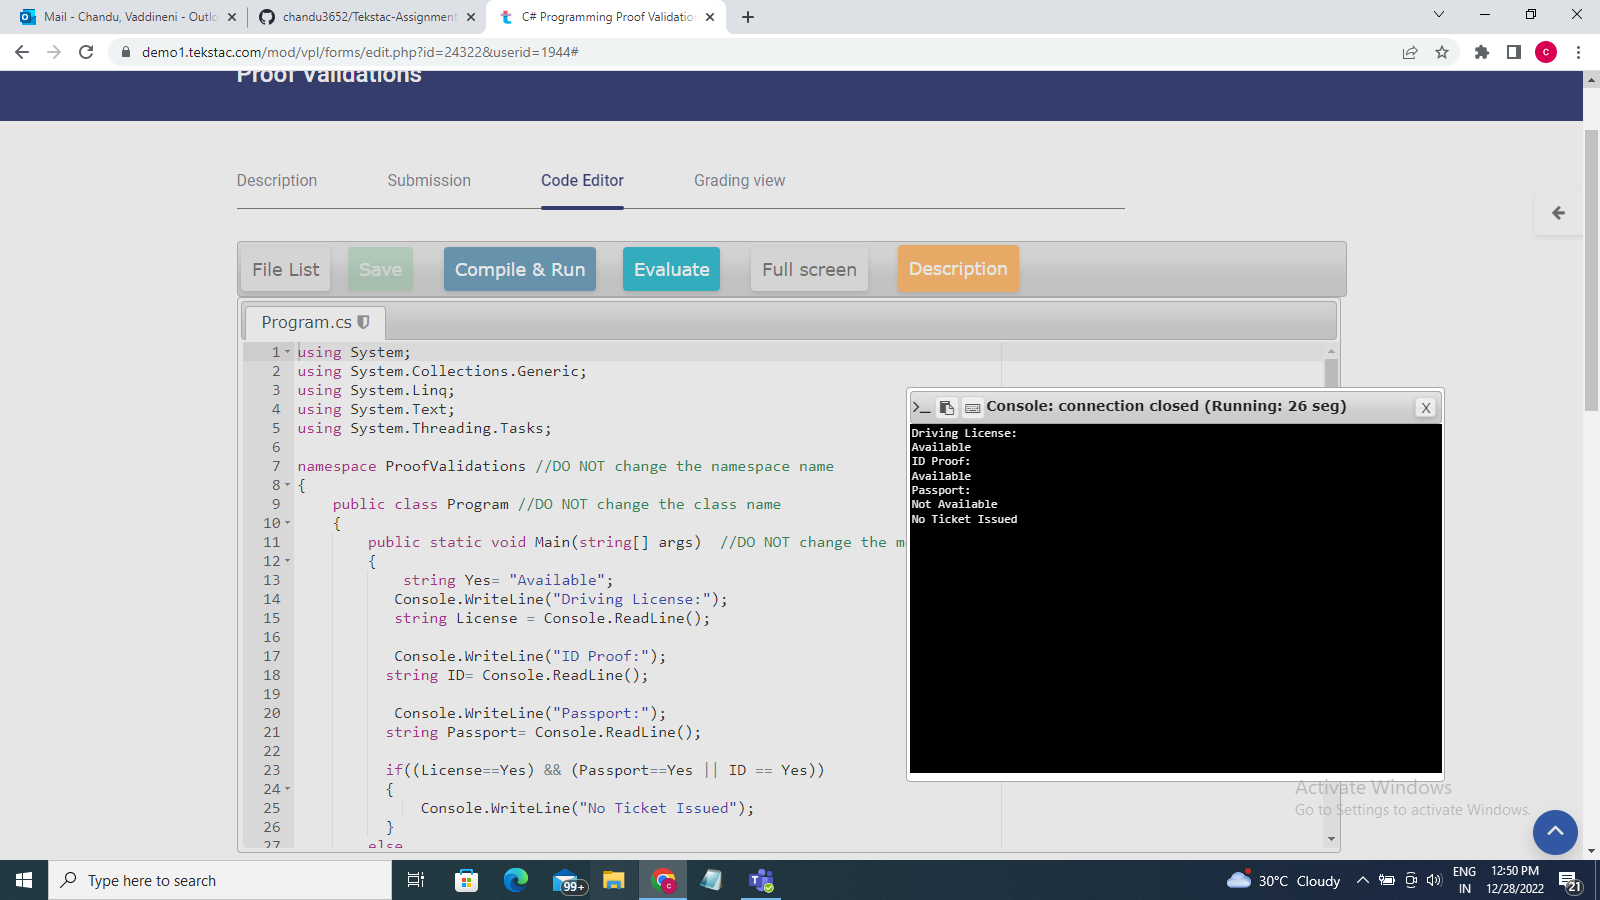 Mail - Chandu, Vaddineni - Outlo
chandu3652/Tekstac-Assignment
C# Programming Proof Validation
demo1.tekstac.com/mod/vpl/forms/edit.php?id=24322&userid=1944#
C
Proof Validations
Description
Submission
Code Editor
Grading view
File List
Save
Compile & Run
Evaluate
Full screen
Description
Program.cs
1 using System;
2 using System.Collections.Generic;
3 using System.Linq;
4 using System.Text;
5 using System.Threading.Tasks;
6
7 namespace ProofValidations //DO NOT change the namespace name
8 {
9 public class Program //DO NOT change the class name
10 {
11 public static void Main(string[] args) //DO NOT change the m
12 {
13 string Yes= "Available";
14 Console.WriteLine("Driving License:");
15 string License = Console.ReadLine();
16
17 Console.WriteLine("ID Proof:");
18 string ID= Console.ReadLine();
19
20 Console.WriteLine("Passport:");
21 string Passport= Console.ReadLine();
22
23 if((License==Yes) && (Passport==Yes || ID == Yes))
24 {
25 Console.WriteLine("No Ticket Issued");
26 }
27 else
Console: connection closed (Running: 26 seg)
X
Driving License:
Available
ID Proof:
Available
Passport:
Not Available
No Ticket Issued
Activate Windows
Go to Settings to activate Windows.
Type here to search
99+
C
30°C Cloudy
ENG
IN
12:50 PM
12/28/2022
21